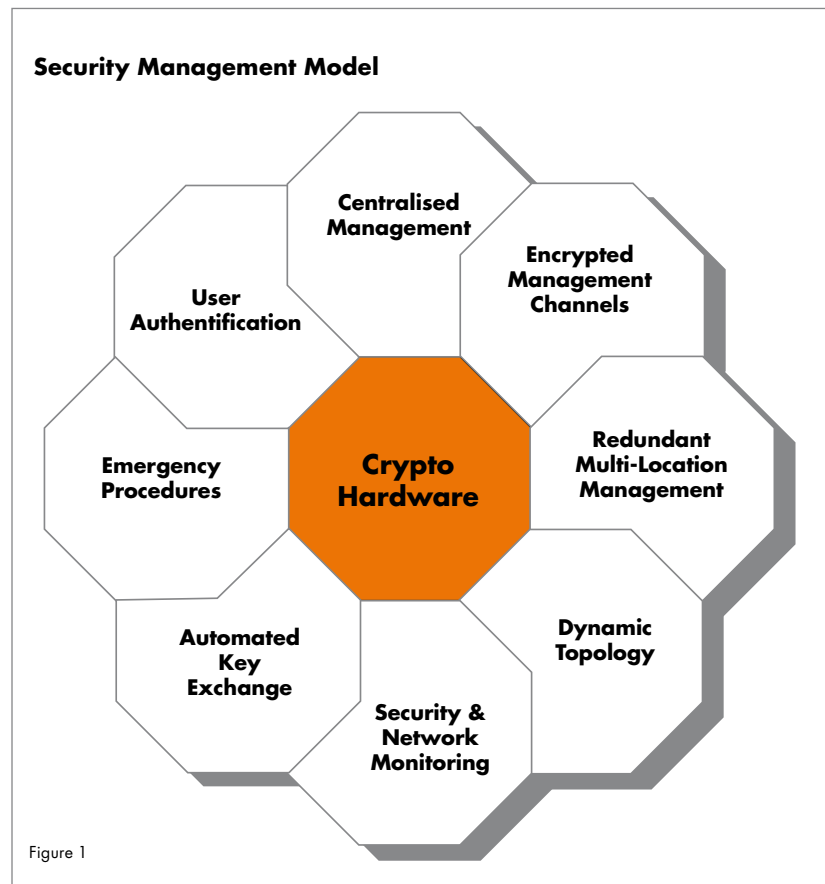 Security Management Model
Centralised
Management
Encrypted
Management
Channels
User
Authentification
Redundant
Multi-Location
Management
Emergency
Procedures
Crypto
Hardware
Dynamic
Topology
Automated
Key
Exchange
Security &
Network
Monitoring
Figure 1